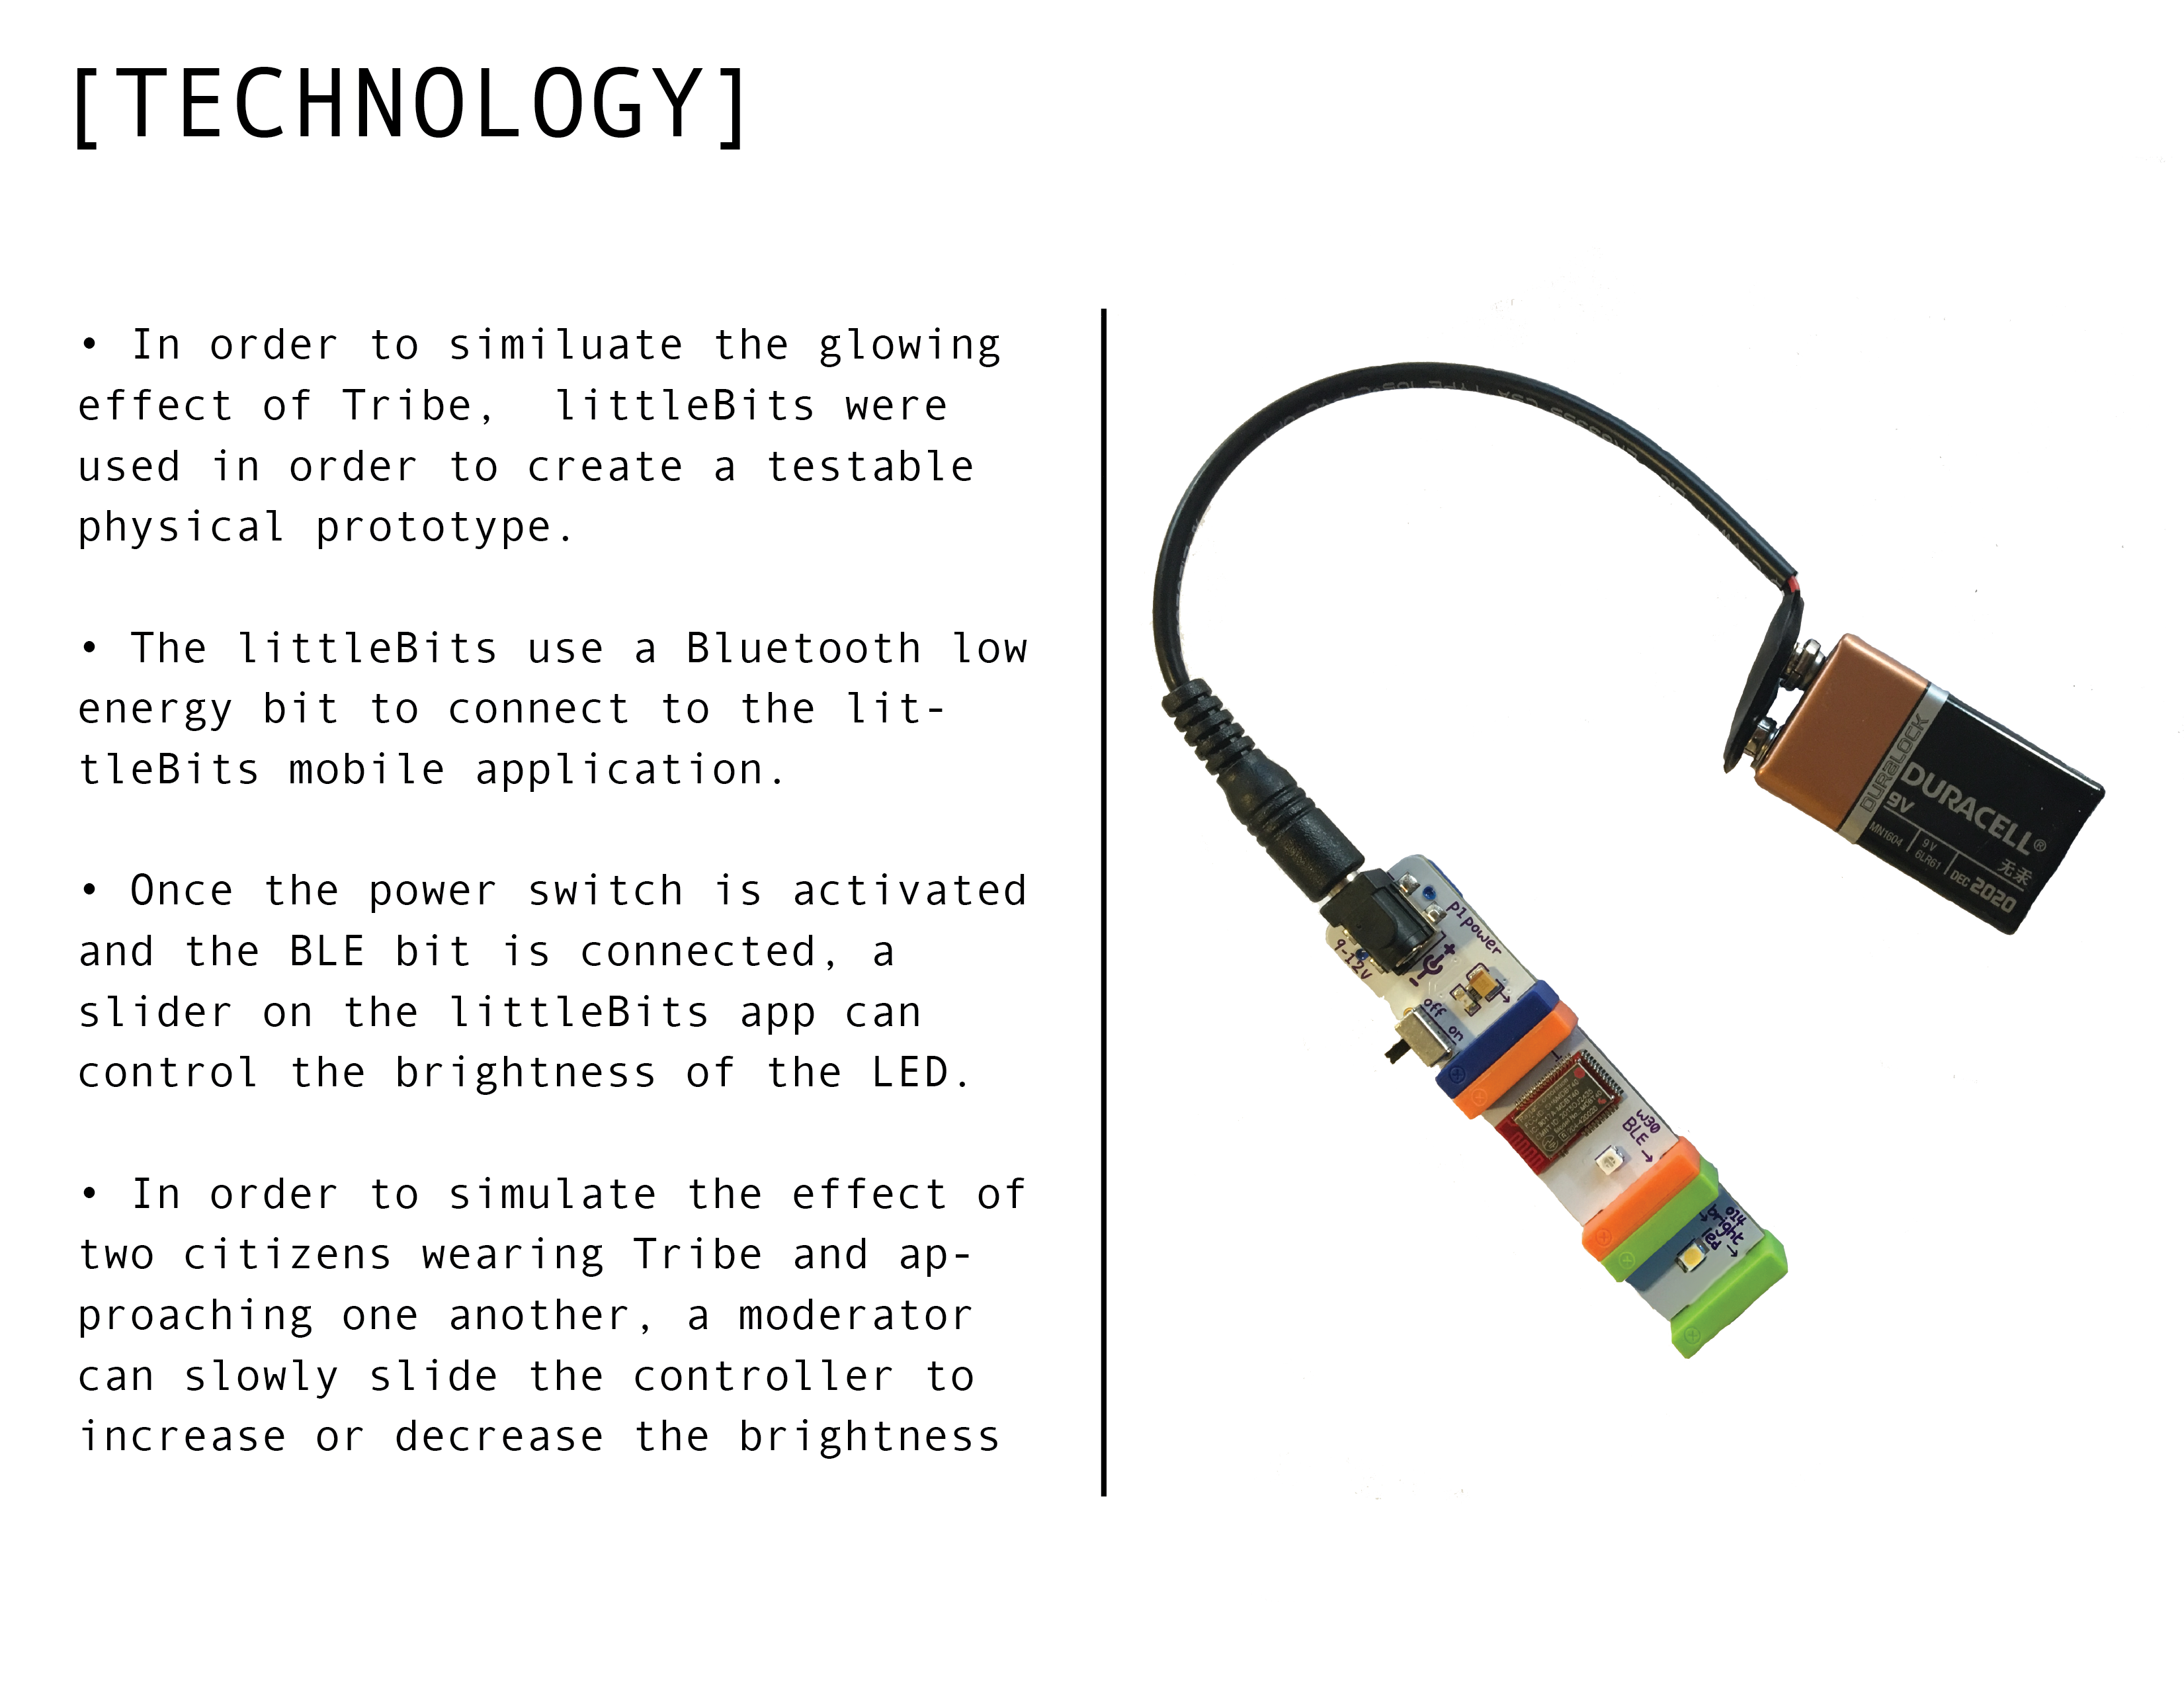 [TECHNOLOGY]
• In order to similuate the glowing
effect of Tribe,  littleBits were
used in order to create a testable
physical prototype.
• The littleBits use a Bluetooth low
energy bit to connect to the lit-
tleBits mobile application.
• Once the power switch is activated
and the BLE bit is connected, a
slider on the littleBits app can
control the brightness of the LED.
• In order to simulate the effect of
two citizens wearing Tribe and ap-
proaching one another, a moderator
can slowly slide the controller to
increase or decrease the brightness
DURALOCK
DURACELL®
9V
MN1604
9V
6LR61
无汞
DEC 2020
p1 power
9-12V
+
-
off on
w30
BLE →
o14
bright
led →